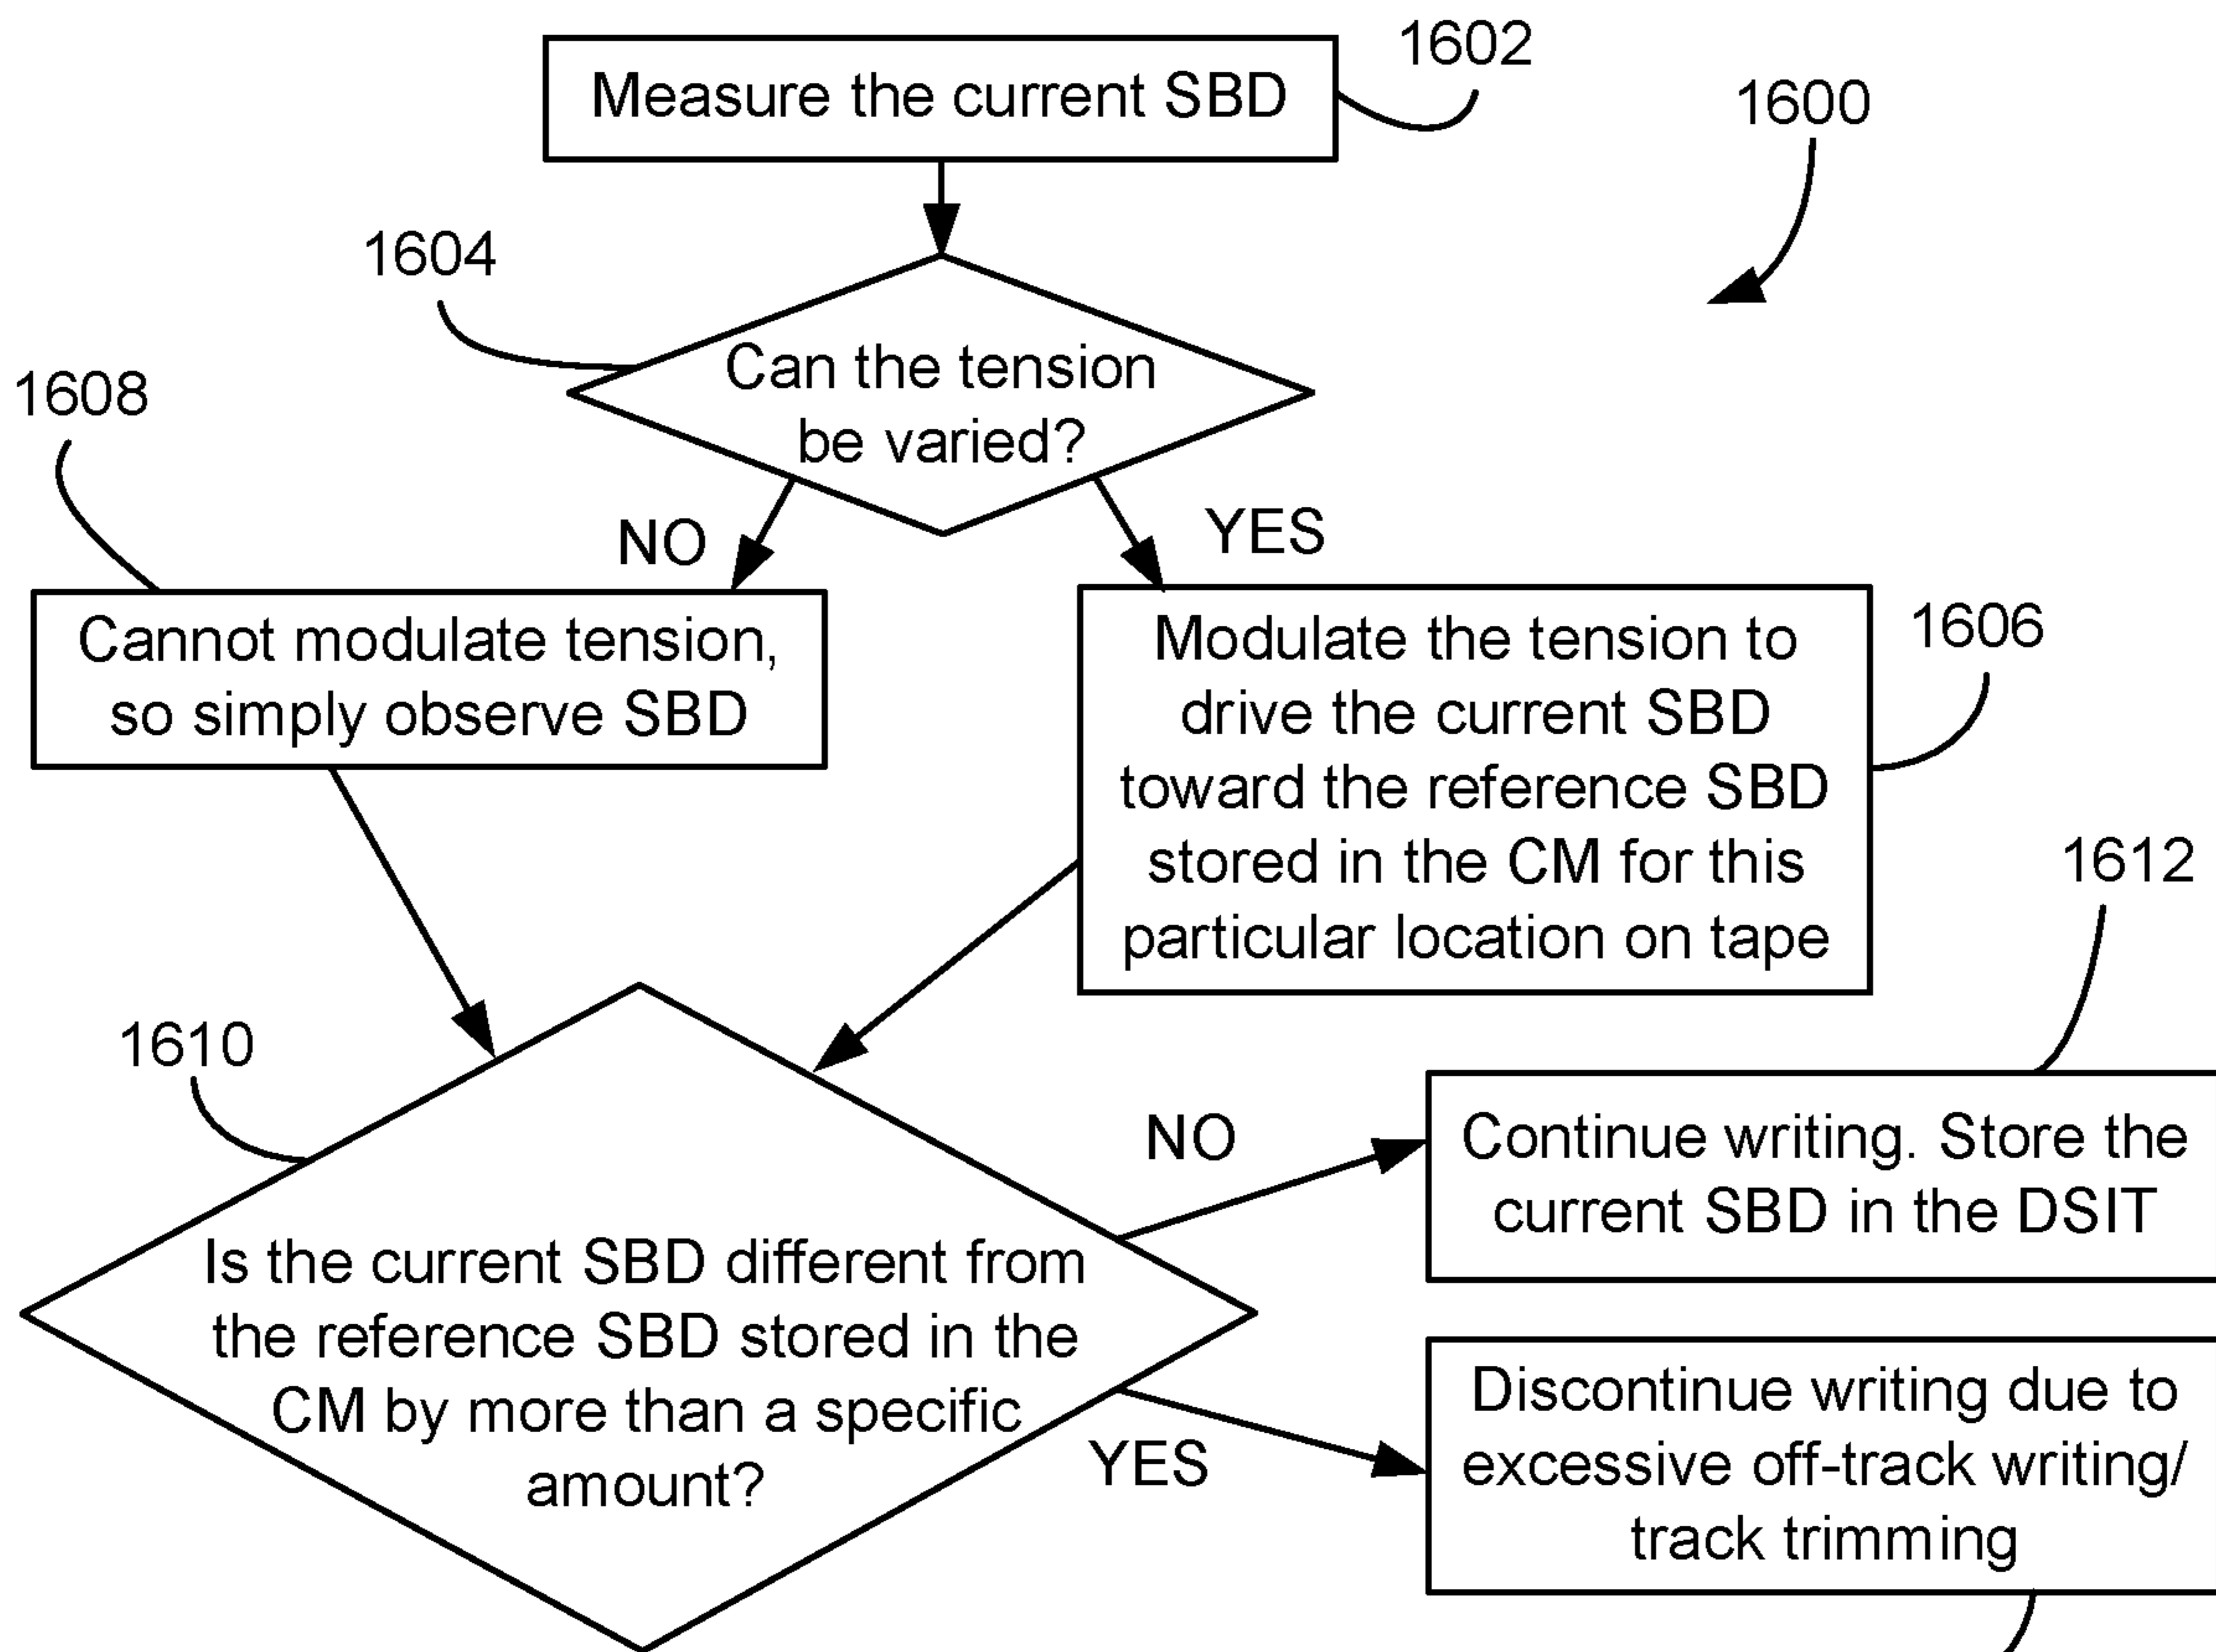 1602
Measure the current SBD
1600
1604
Can the tension
be varied?
1608
NO
YES
Cannot modulate tension,
so simply observe SBD
1606
Modulate the tension to
drive the current SBD
toward the reference SBD
stored in the CM for this
particular location on tape
1612
1610
NO
Continue writing. Store the
current SBD in the DSIT
Is the current SBD different from
the reference SBD stored in the
CM by more than a specific
amount?
YES
Discontinue writing due to
excessive off-track writing/
track trimming